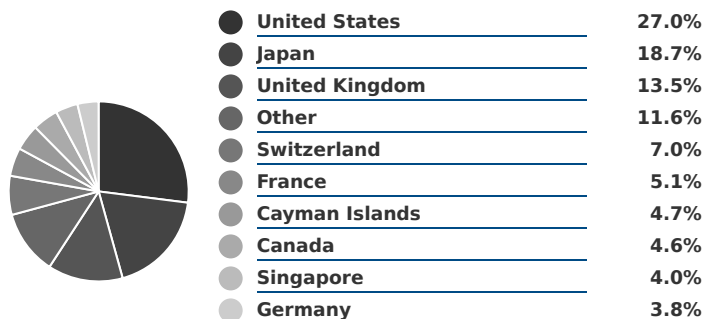 United States 27.0%
Japan 18.7%
United Kingdom 13.5%
Other 11.6%
Switzerland 7.0%
France 5.1%
Cayman Islands 4.7%
Canada 4.6%
Singapore 4.0%
Germany 3.8%